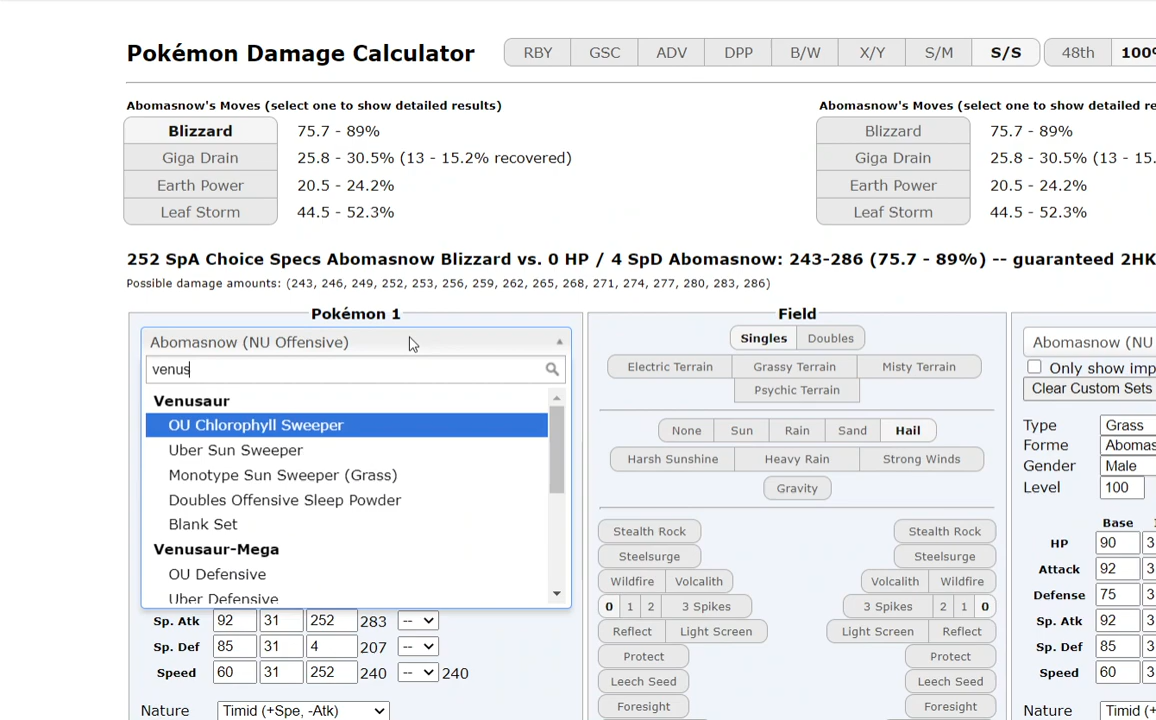 Pokémon Damage Calculator RBY GSC ADV DPP B/W X/Y S/M S/S 48th 100%
Abomasnow's Moves (select one to show detailed results) Abomasnow's Moves (select one to show detailed re
Blizzard 75.7 - 89% Blizzard 75.7 - 89%
Giga Drain 25.8 - 30.5% (13 - 15.2% recovered) Giga Drain 25.8 - 30.5% (13 - 15.
Earth Power 20.5 - 24.2% Earth Power 20.5 - 24.2%
Leaf Storm 44.5 - 52.3% Leaf Storm 44.5 - 52.3%
252 SpA Choice Specs Abomasnow Blizzard vs. 0 HP / 4 SpD Abomasnow: 243-286 (75.7 - 89%) -- guaranteed 2HK
Possible damage amounts: (243, 246, 249, 252, 253, 256, 259, 262, 265, 268, 271, 274, 277, 280, 283, 286)
Pokémon 1
Abomasnow (NU Offensive)
venus
Venusaur
OU Chlorophyll Sweeper
Uber Sun Sweeper
Monotype Sun Sweeper (Grass)
Doubles Offensive Sleep Powder
Blank Set
Venusaur-Mega
OU Defensive
Uber Defensive
Sp. Atk 92 31 252 283 --
Sp. Def 85 31 4 207 --
Speed 60 31 252 240 -- 240
Nature Timid (+Spe, -Atk)
Field
Singles Doubles
Electric Terrain Grassy Terrain Misty Terrain
Psychic Terrain
None Sun Rain Sand Hail
Harsh Sunshine Heavy Rain Strong Winds
Gravity
Stealth Rock Stealth Rock
Steelsurge Steelsurge
Wildfire Volcalith Volcalith Wildfire
0 1 2 3 Spikes 3 Spikes 2 1 0
Reflect Light Screen Light Screen Reflect
Protect Protect
Leech Seed Leech Seed
Foresight Foresight
Abomasnow (NU
Only show imp
Clear Custom Sets
Type Grass
Forme Abomas
Gender Male
Level 100
Base
HP 90 3
Attack 92 3
Defense 75 3
Sp. Atk 92 3
Sp. Def 85 3
Speed 60 3
Nature Timid (+